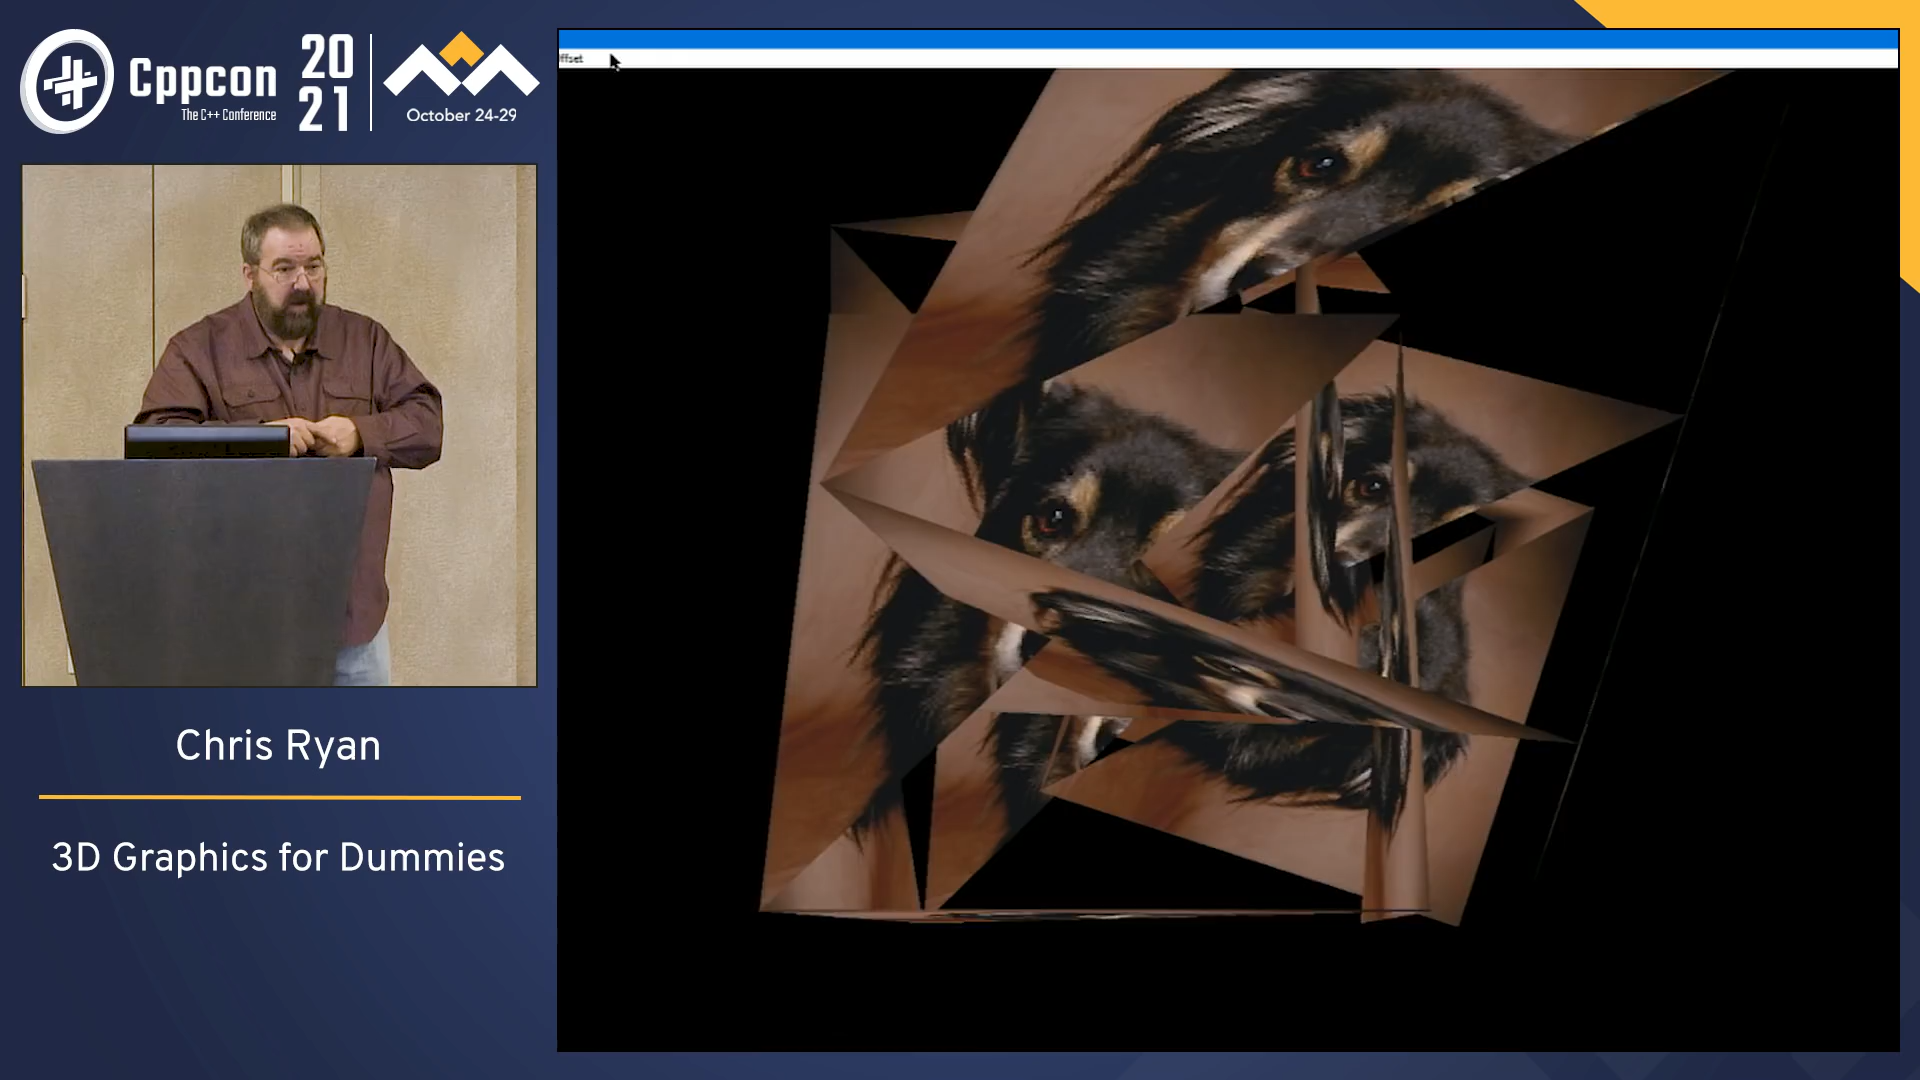 Cppcon
The C++ Conference
20
21
October 24-29
ffset
Chris Ryan
3D Graphics for Dummies